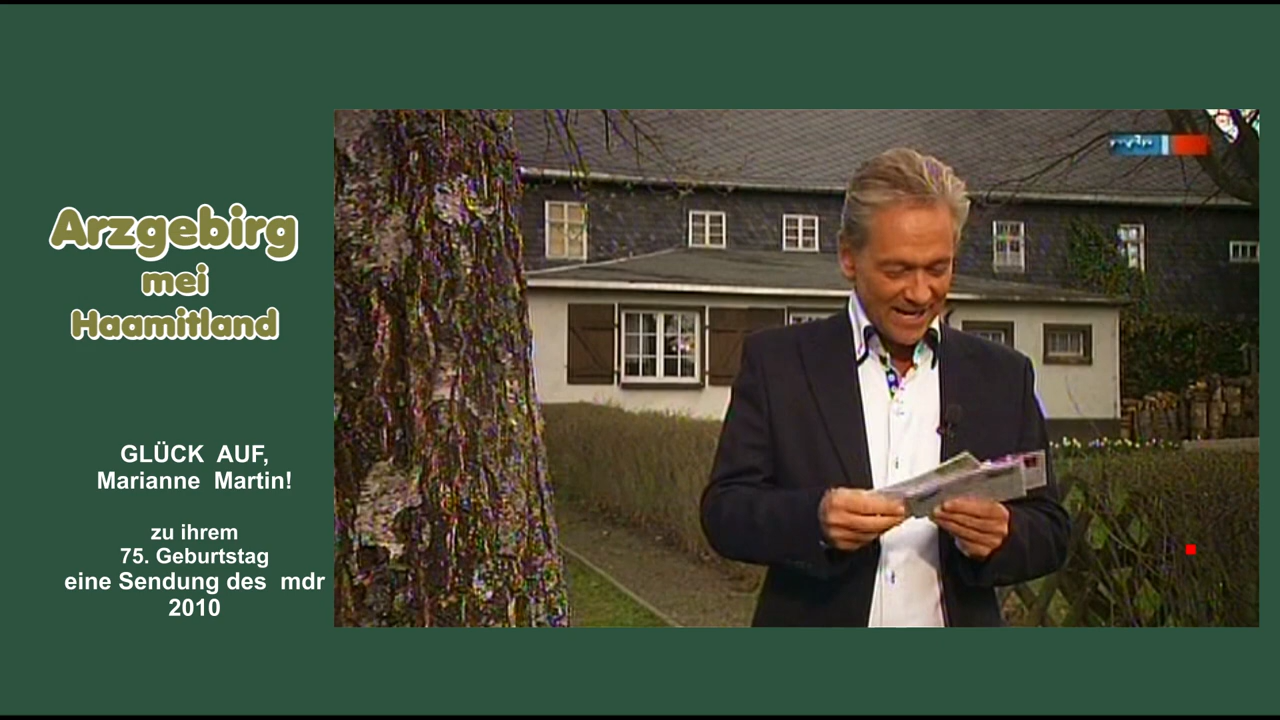 Arzgebirg
mei
Haamitland
GLÜCK AUF,
Marianne Martin!
zu ihrem
75. Geburtstag
eine Sendung des mdr
2010